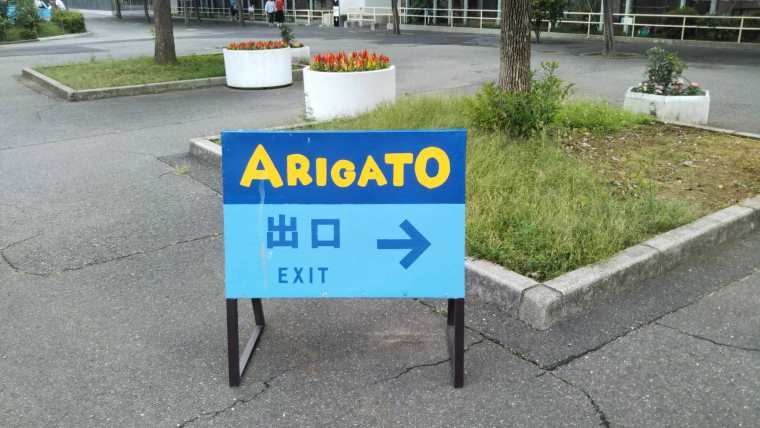 ARIGATO
出口 →
EXIT